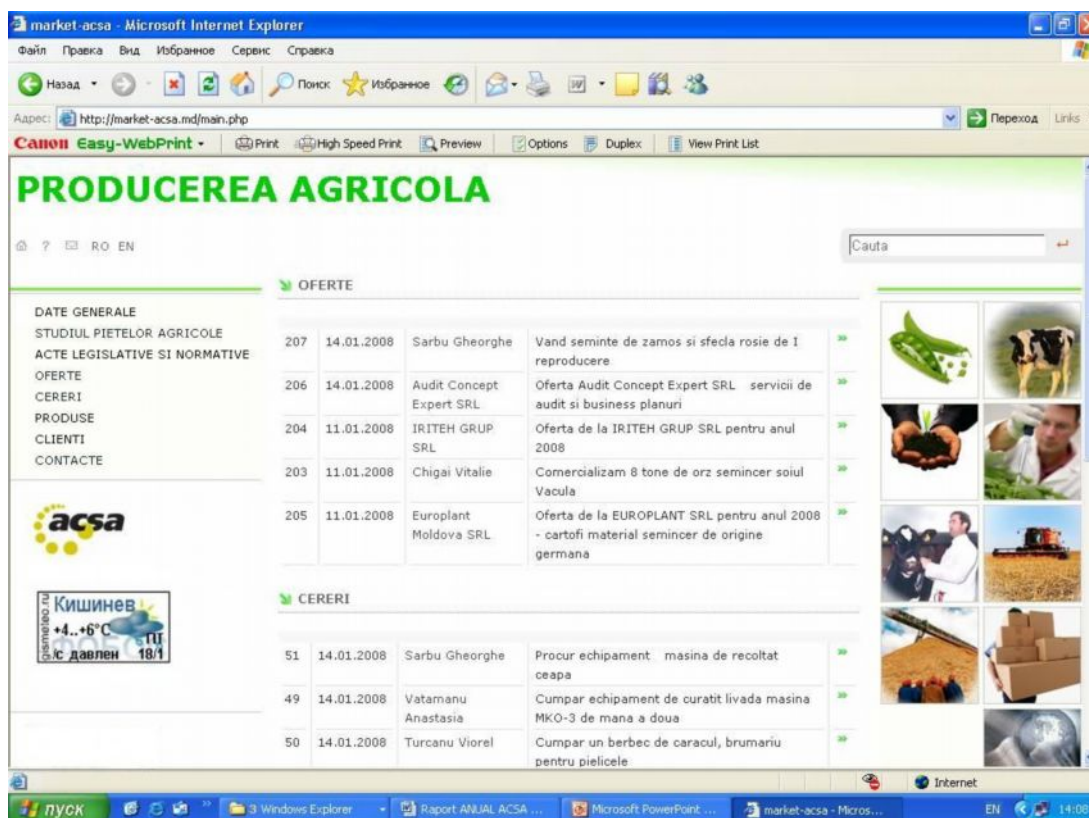 market-acsa - Microsoft Internet Explorer
Файл Правка Вид Избранное Сервис Справка
Назад Поиск Избранное
Адрес: http://market-acsa.md/main.php Переход Links
Canon Easy-WebPrint Print High Speed Print Preview Options Duplex View Print List
PRODUCEREA AGRICOLA
? RO EN
Cauta
DATE GENERALE
STUDIUL PIETELOR AGRICOLE
ACTE LEGISLATIVE SI NORMATIVE
OFERTE
CERERI
PRODUSE
CLIENTI
CONTACTE
acsa
gismeteo.ru
Кишинев
+4..+6°C
ПТ
с давлен 18/1
OFERTE
207 14.01.2008 Sarbu Gheorghe Vand seminte de zamos si sfecla rosie de I
reproducere
206 14.01.2008 Audit Concept Oferta Audit Concept Expert SRL servicii de
Expert SRL audit si business planuri
204 11.01.2008 IRITEH GRUP Oferta de la IRITEH GRUP SRL pentru anul
SRL 2008
203 11.01.2008 Chigai Vitalie Comercializam 8 tone de orz semincer soiul
Vacula
205 11.01.2008 Europlant Oferta de la EUROPLANT SRL pentru anul 2008
Moldova SRL - cartofi material semincer de origine
germana
CERERI
51 14.01.2008 Sarbu Gheorghe Procur echipament masina de recoltat
ceapa
49 14.01.2008 Vatamanu Cumpar echipament de curatit livada masina
Anastasia MKO-3 de mana a doua
50 14.01.2008 Turcanu Viorel Cumpar un berbec de caracul, brumariu
pentru pielicele
Internet
пуск 3 Windows Explorer Raport ANUAL ACSA ... Microsoft PowerPoint ... market-acsa - Micros... EN 14:08